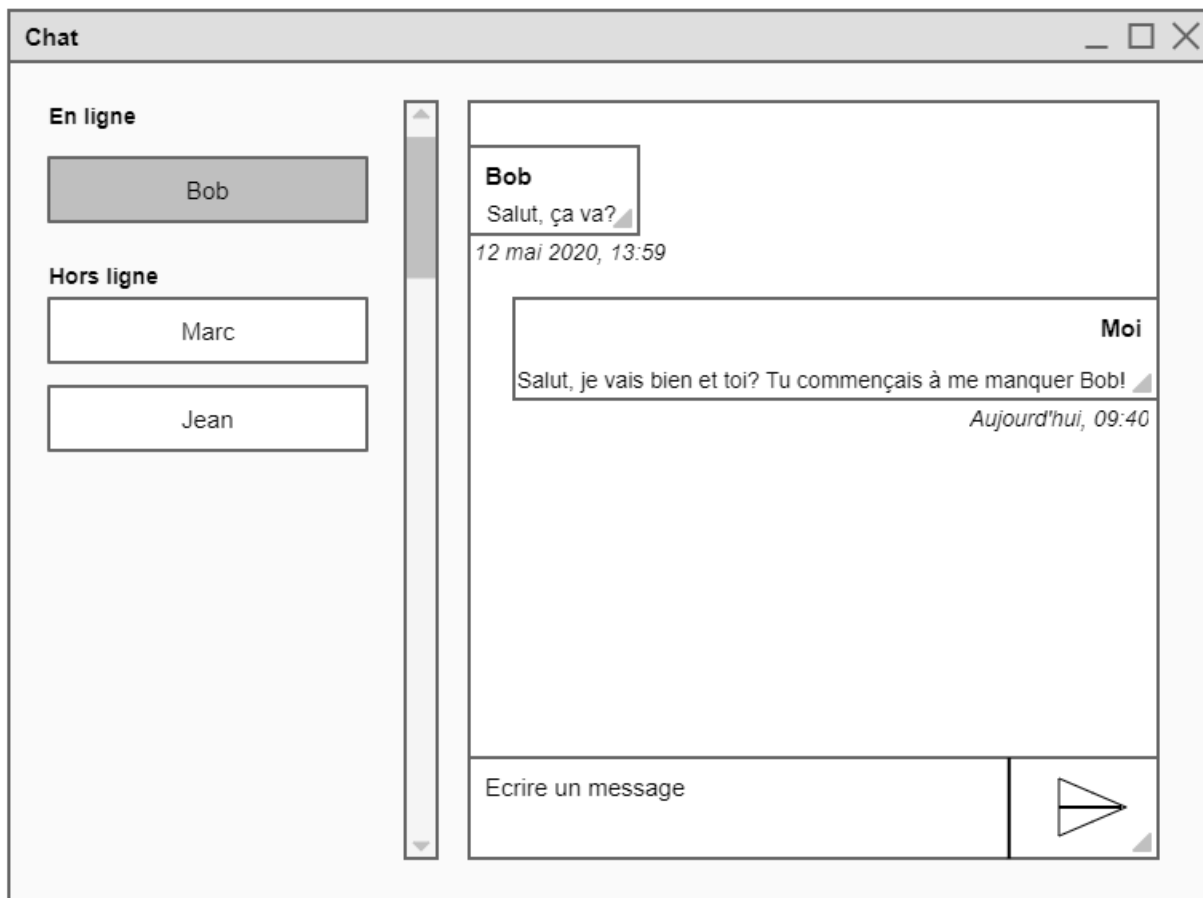 Chat
En ligne
Bob
Hors ligne
Marc
Jean
Bob
Salut, ça va?
12 mai 2020, 13:59
Moi
Salut, je vais bien et toi? Tu commençais à me manquer Bob!
Aujourd'hui, 09:40
Ecrire un message